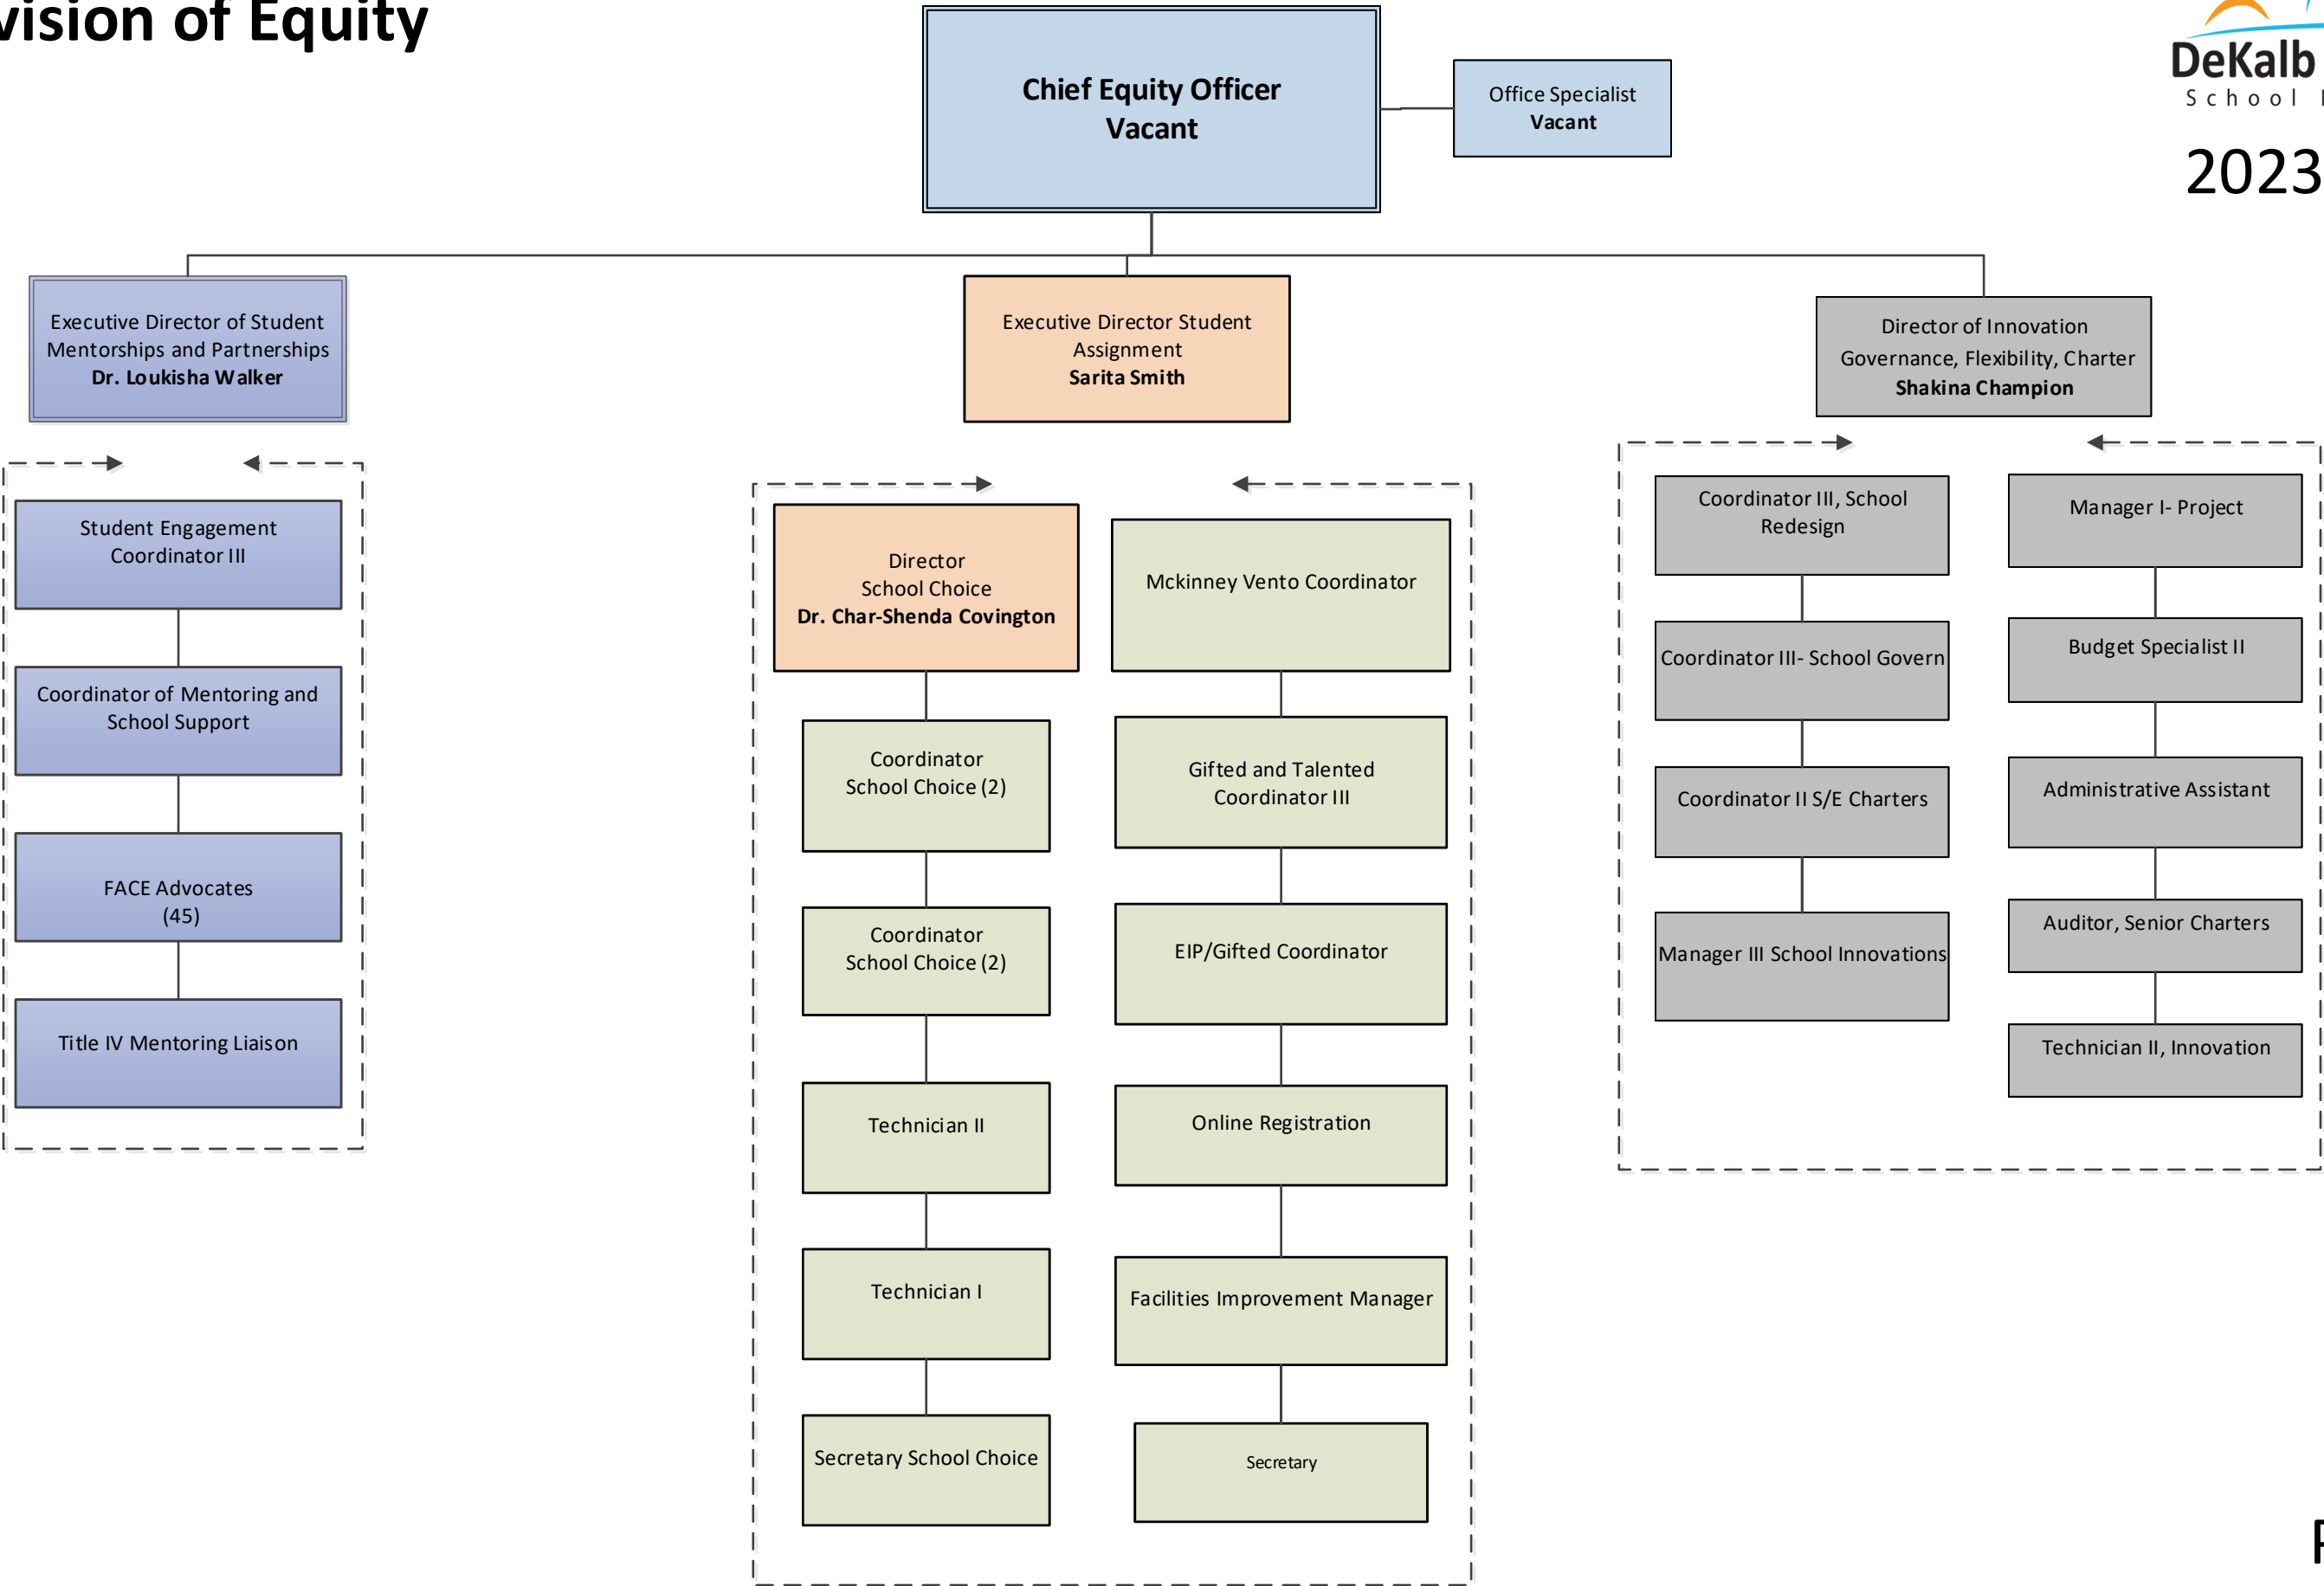 vision of Equity
DeKalb
School
2023
Chief Equity Officer
Vacant
Office Specialist
Vacant
Executive Director of Student
Mentorships and Partnerships
Dr. Loukisha Walker
Executive Director Student
Assignment
Sarita Smith
Director of Innovation
Governance, Flexibility, Charter
Shakina Champion
Student Engagement
Coordinator III
Coordinator of Mentoring and
School Support
FACE Advocates
(45)
Title IV Mentoring Liaison
Director
School Choice
Dr. Char-Shenda Covington
Coordinator
School Choice (2)
Coordinator
School Choice (2)
Technician II
Technician I
Secretary School Choice
Mckinney Vento Coordinator
Gifted and Talented
Coordinator III
EIP/Gifted Coordinator
Online Registration
Facilities Improvement Manager
Secretary
Coordinator III, School
Redesign
Coordinator III- School Govern
Coordinator II S/E Charters
Manager III School Innovations
Manager I- Project
Budget Specialist II
Administrative Assistant
Auditor, Senior Charters
Technician II, Innovation